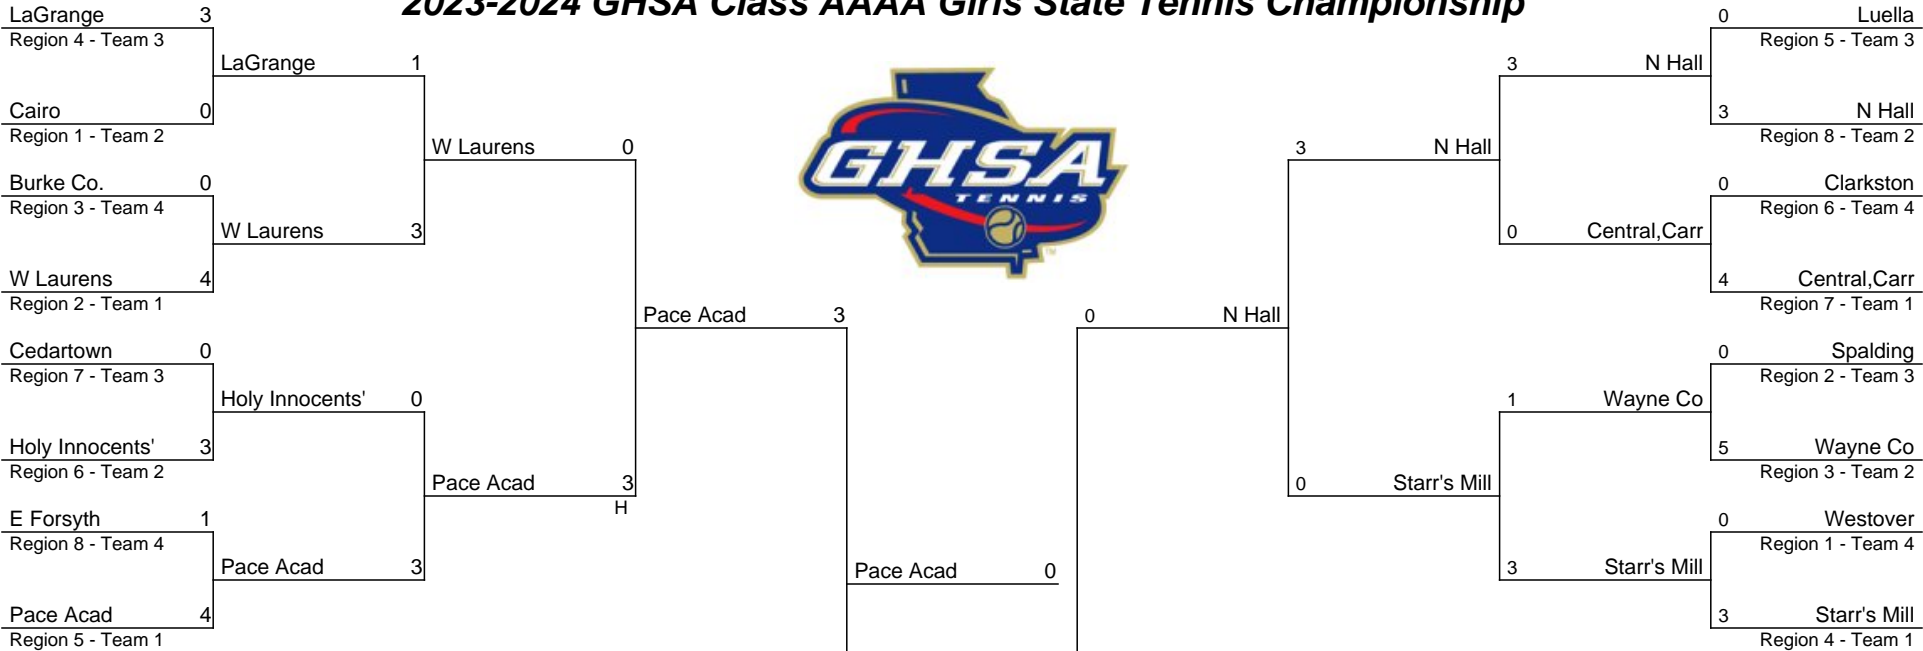 2023-2024 GHSA Class AAAA Girls State Tennis Championship
LaGrange 3
Region 4 - Team 3
LaGrange 1
Cairo 0
Region 1 - Team 2
W Laurens 0
Burke Co. 0
Region 3 - Team 4
W Laurens 3
W Laurens 4
Region 2 - Team 1
Pace Acad 3
Cedartown 0
Region 7 - Team 3
Holy Innocents' 0
Holy Innocents' 3
Region 6 - Team 2
Pace Acad 3
H
E Forsyth 1
Region 8 - Team 4
Pace Acad 3
Pace Acad 4
Region 5 - Team 1
GHSA
TENNIS
TM
Pace Acad 0
0 Luella
Region 5 - Team 3
3 N Hall
3 N Hall
Region 8 - Team 2
3 N Hall
0 Clarkston
Region 6 - Team 4
0 Central,Carr
4 Central,Carr
Region 7 - Team 1
0 N Hall
0 Spalding
Region 2 - Team 3
1 Wayne Co
5 Wayne Co
Region 3 - Team 2
0 Starr's Mill
0 Westover
Region 1 - Team 4
3 Starr's Mill
3 Starr's Mill
Region 4 - Team 1